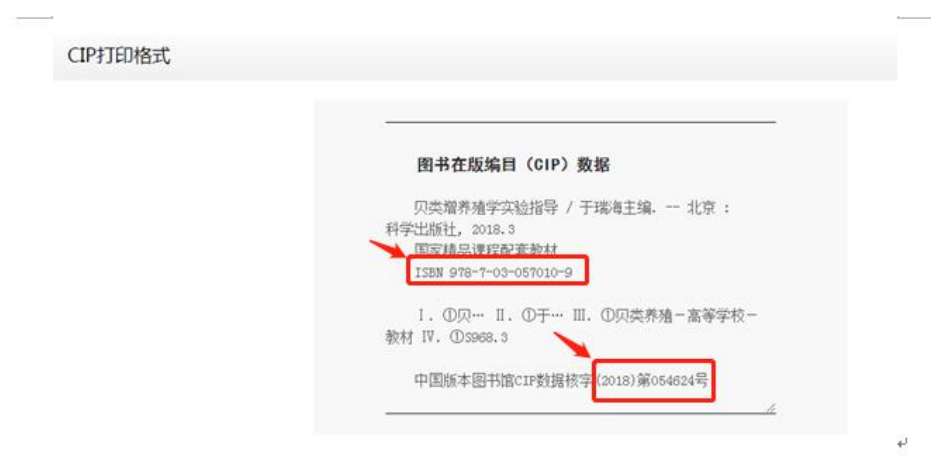 CIP打印格式
图书在版编目（CIP）数据
贝类增养殖学实验指导 / 于瑞海主编. -- 北京 :
科学出版社, 2018.3
国家精品课程配套教材
ISBN 978-7-03-057010-9
Ⅰ. ①贝… Ⅱ. ①于… Ⅲ. ①贝类养殖－高等学校－
教材 Ⅳ. ①S968.3
中国版本图书馆CIP数据核字(2018)第054624号